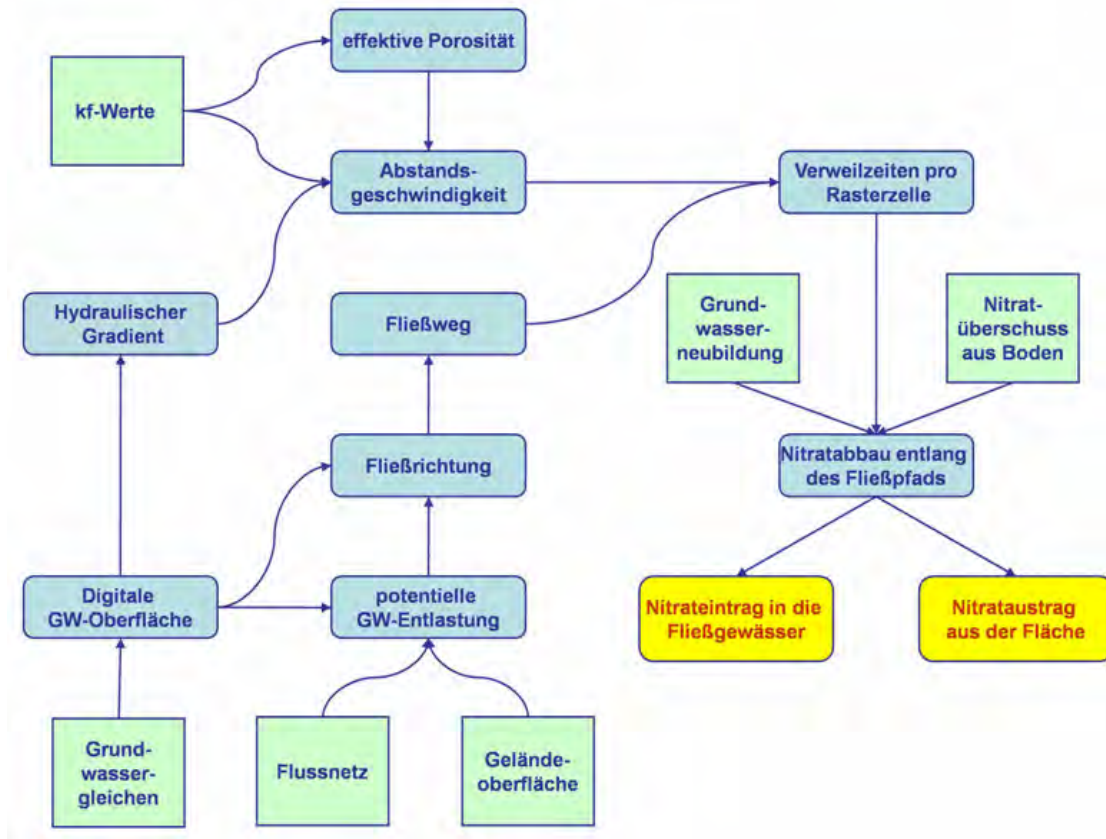 effektive Porosität
kf-Werte
Abstands-
geschwindigkeit
Verweilzeiten pro
Rasterzelle
Hydraulischer
Gradient
Fließweg
Grund-
wasser-
neubildung
Nitrat-
überschuss
aus Boden
Fließrichtung
Nitratabbau entlang
des Fließpfads
Digitale
GW-Oberfläche
potentielle
GW-Entlastung
Nitrateintrag in die
Fließgewässer
Nitrataustrag
aus der Fläche
Grund-
wasser-
gleichen
Flussnetz
Gelände-
oberfläche